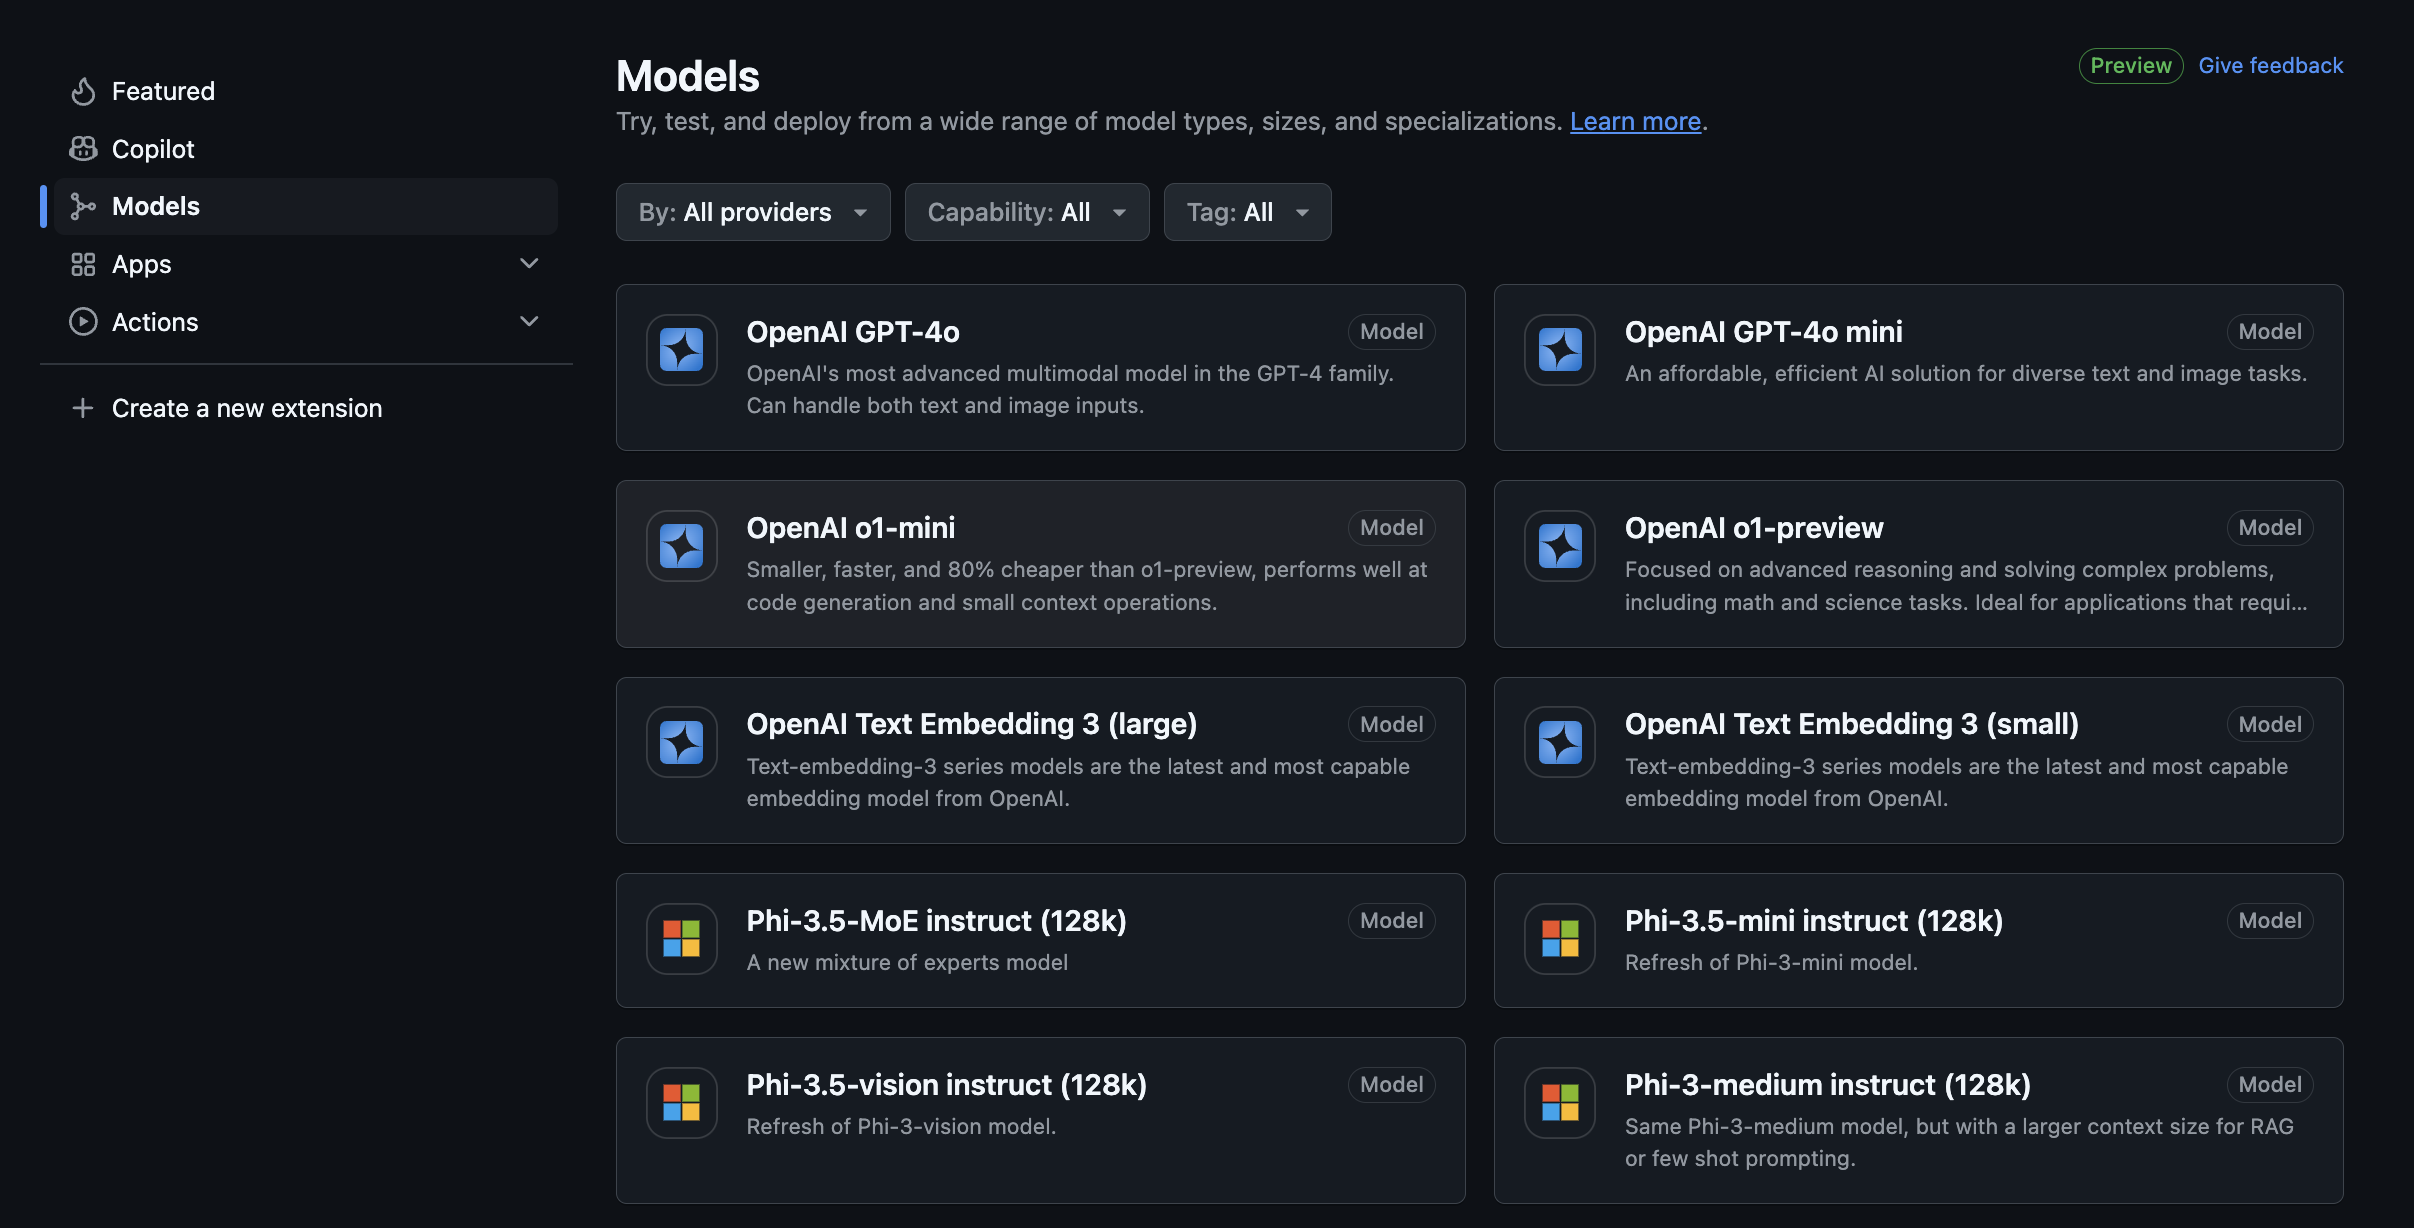 Featured
Copilot
Models
Apps
Actions
Create a new extension
Models
Preview
Give feedback
Try, test, and deploy from a wide range of model types, sizes, and specializations. Learn more.
By: All providers
Capability: All
Tag: All
OpenAI GPT-4o
Model
OpenAI's most advanced multimodal model in the GPT-4 family.
Can handle both text and image inputs.
OpenAI GPT-4o mini
Model
An affordable, efficient AI solution for diverse text and image tasks.
OpenAI o1-mini
Model
Smaller, faster, and 80% cheaper than o1-preview, performs well at
code generation and small context operations.
OpenAI o1-preview
Model
Focused on advanced reasoning and solving complex problems,
including math and science tasks. Ideal for applications that requi...
OpenAI Text Embedding 3 (large)
Model
Text-embedding-3 series models are the latest and most capable
embedding model from OpenAI.
OpenAI Text Embedding 3 (small)
Model
Text-embedding-3 series models are the latest and most capable
embedding model from OpenAI.
Phi-3.5-MoE instruct (128k)
Model
A new mixture of experts model
Phi-3.5-mini instruct (128k)
Model
Refresh of Phi-3-mini model.
Phi-3.5-vision instruct (128k)
Model
Refresh of Phi-3-vision model.
Phi-3-medium instruct (128k)
Model
Same Phi-3-medium model, but with a larger context size for RAG
or few shot prompting.